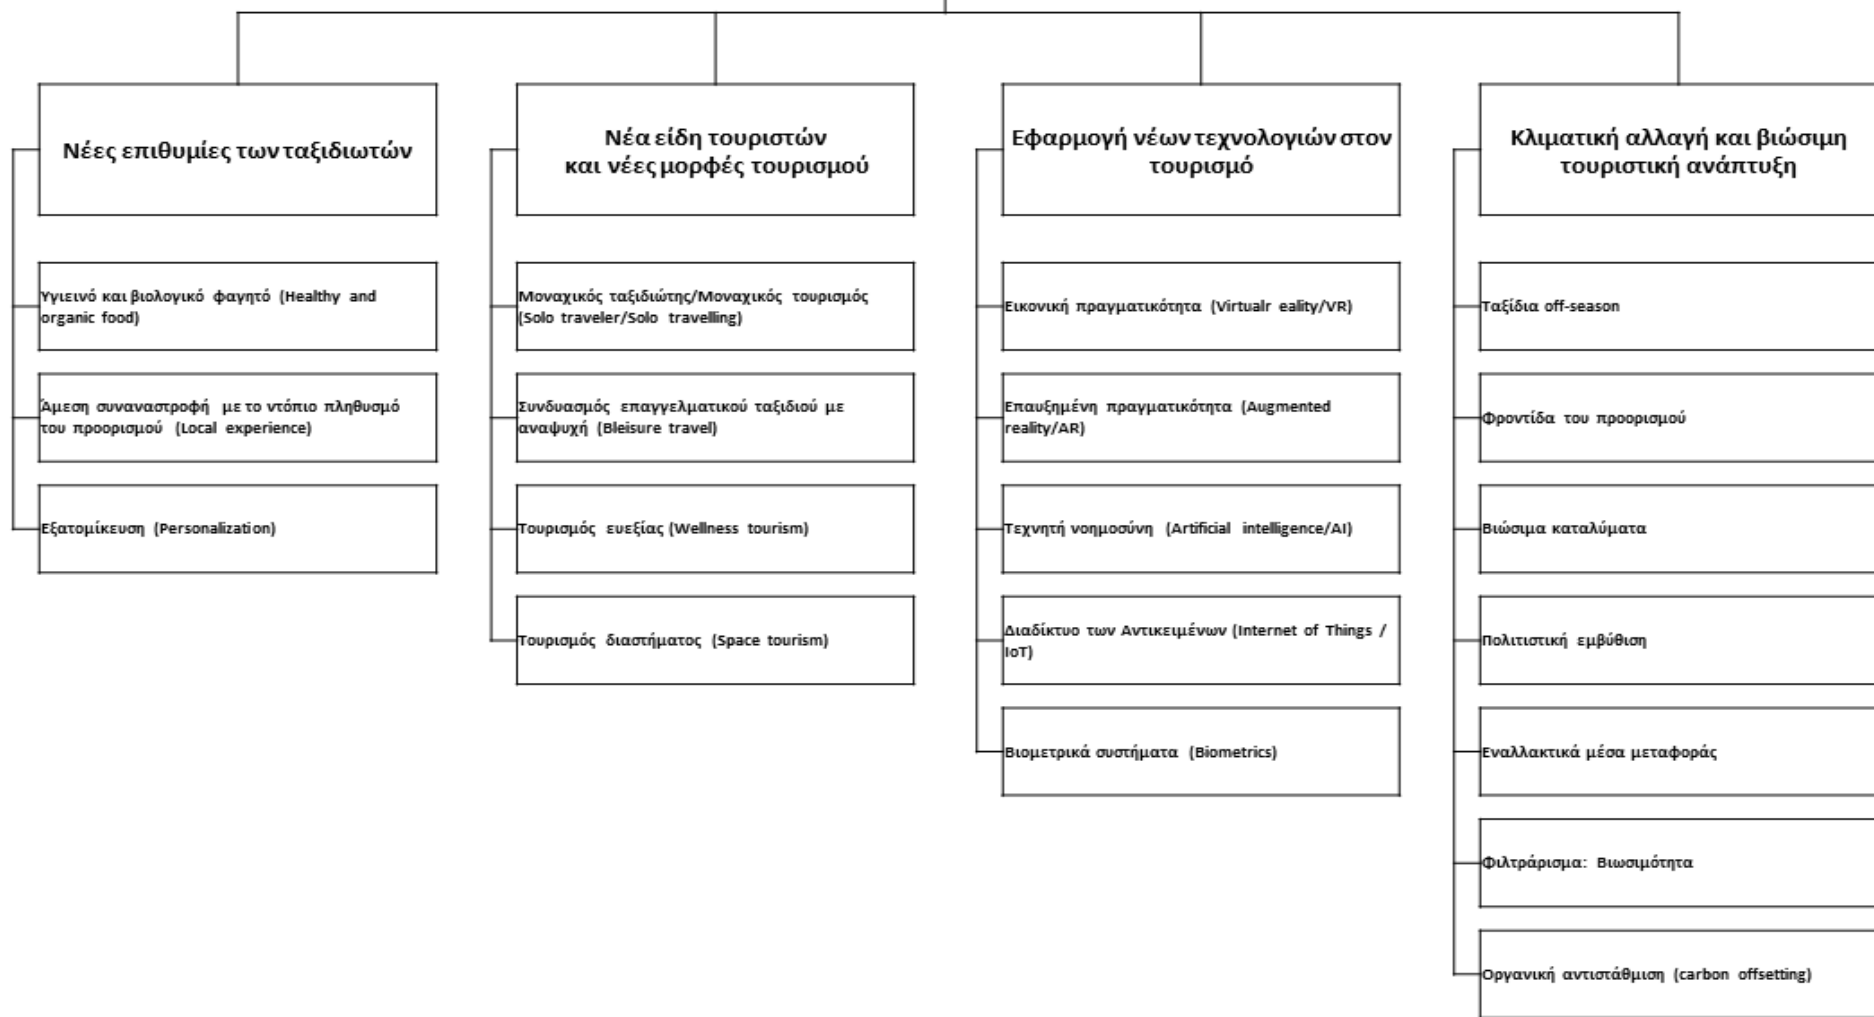 Νέες επιθυμίες των ταξιδιωτών
Υγιεινό και βιολογικό φαγητό (Healthy and
organic food)
Άμεση συναναστροφή με το ντόπιο πληθυσμό
του προορισμού (Local experience)
Εξατομίκευση (Personalization)
Νέα είδη τουριστών
και νέες μορφές τουρισμού
Μοναχικός ταξιδιώτης/Μοναχικός τουρισμός
(Solo traveler/Solo travelling)
Συνδυασμός επαγγελματικού ταξιδιού με
αναψυχή (Bleisure travel)
Τουρισμός ευεξίας (Wellness tourism)
Τουρισμός διαστήματος (Space tourism)
Εφαρμογή νέων τεχνολογιών στον
τουρισμό
Εικονική πραγματικότητα (Virtualr eality/VR)
Επαυξημένη πραγματικότητα (Augmented
reality/AR)
Τεχνητή νοημοσύνη (Artificial intelligence/AI)
Διαδίκτυο των Αντικειμένων (Internet of Things /
IoT)
Βιομετρικά συστήματα (Biometrics)
Κλιματική αλλαγή και βιώσιμη
τουριστική ανάπτυξη
Ταξίδια off-season
Φροντίδα του προορισμού
Βιώσιμα καταλύματα
Πολιτιστική εμβύθιση
Εναλλακτικά μέσα μεταφοράς
Φιλτράρισμα: Βιωσιμότητα
Οργανική αντιστάθμιση (carbon offsetting)